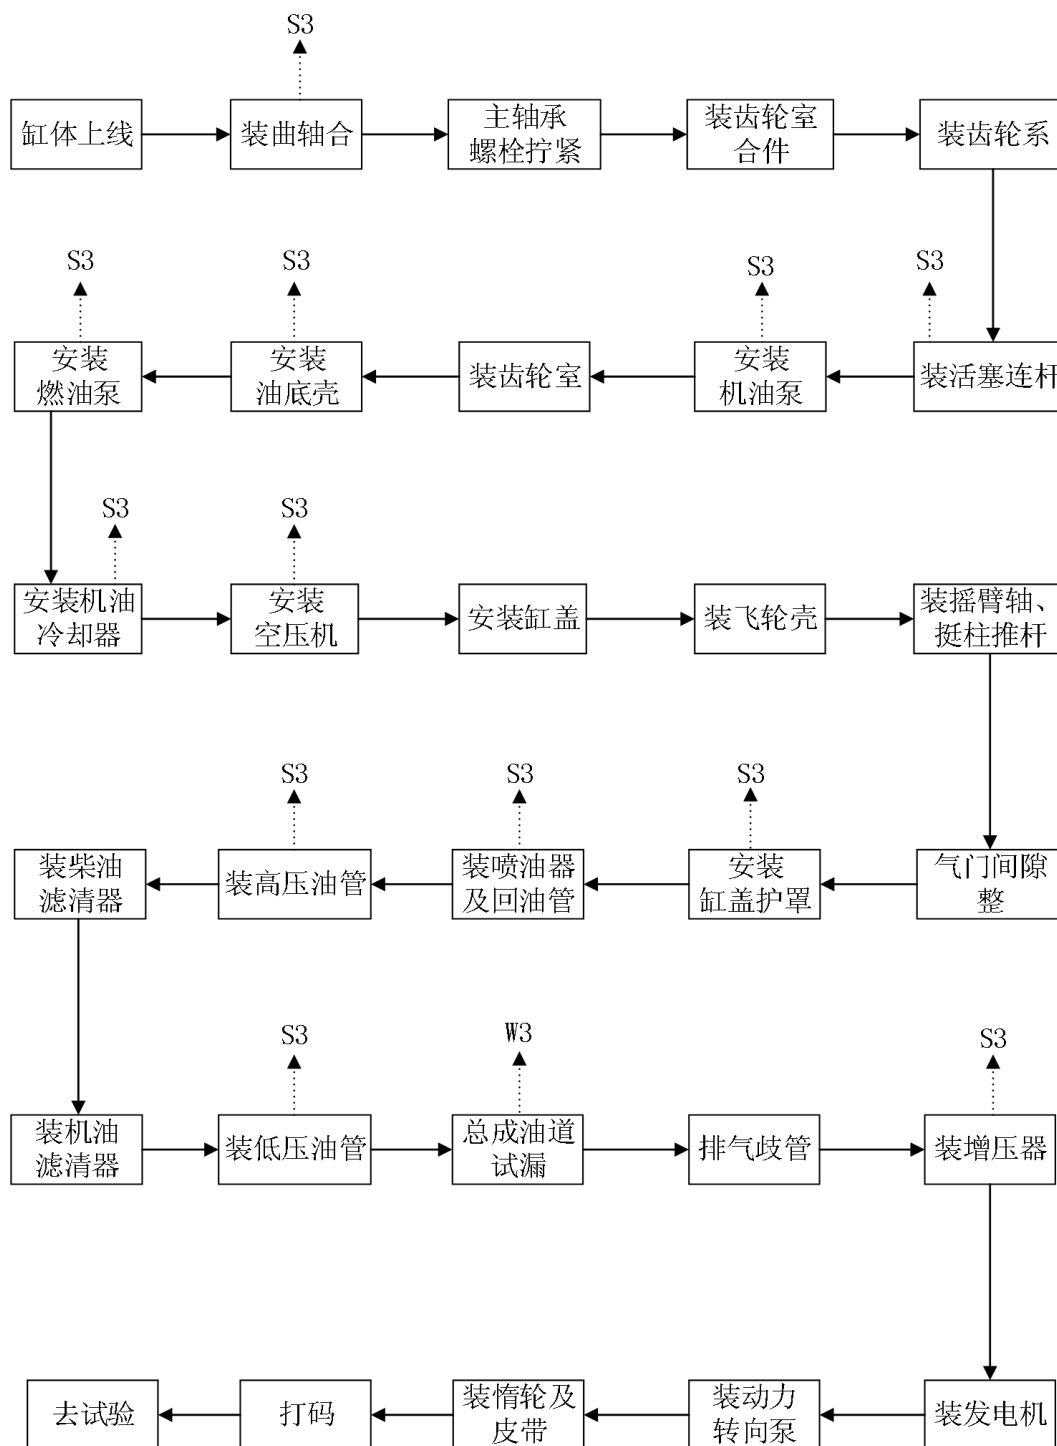 S3
缸体上线
装曲轴合
主轴承
螺栓拧紧
装齿轮室
合件
装齿轮系
S3
S3
S3
S3
安装
燃油泵
安装
油底壳
装齿轮室
安装
机油泵
装活塞连杆
S3
S3
安装机油
冷却器
安装
空压机
安装缸盖
装飞轮壳
装摇臂轴、
挺柱推杆
S3
S3
S3
装柴油
滤清器
装高压油管
装喷油器
及回油管
安装
缸盖护罩
气门间隙
整
S3
W3
S3
装机油
滤清器
装低压油管
总成油道
试漏
排气歧管
装增压器
去试验
打码
装惰轮及
皮带
装动力
转向泵
装发电机